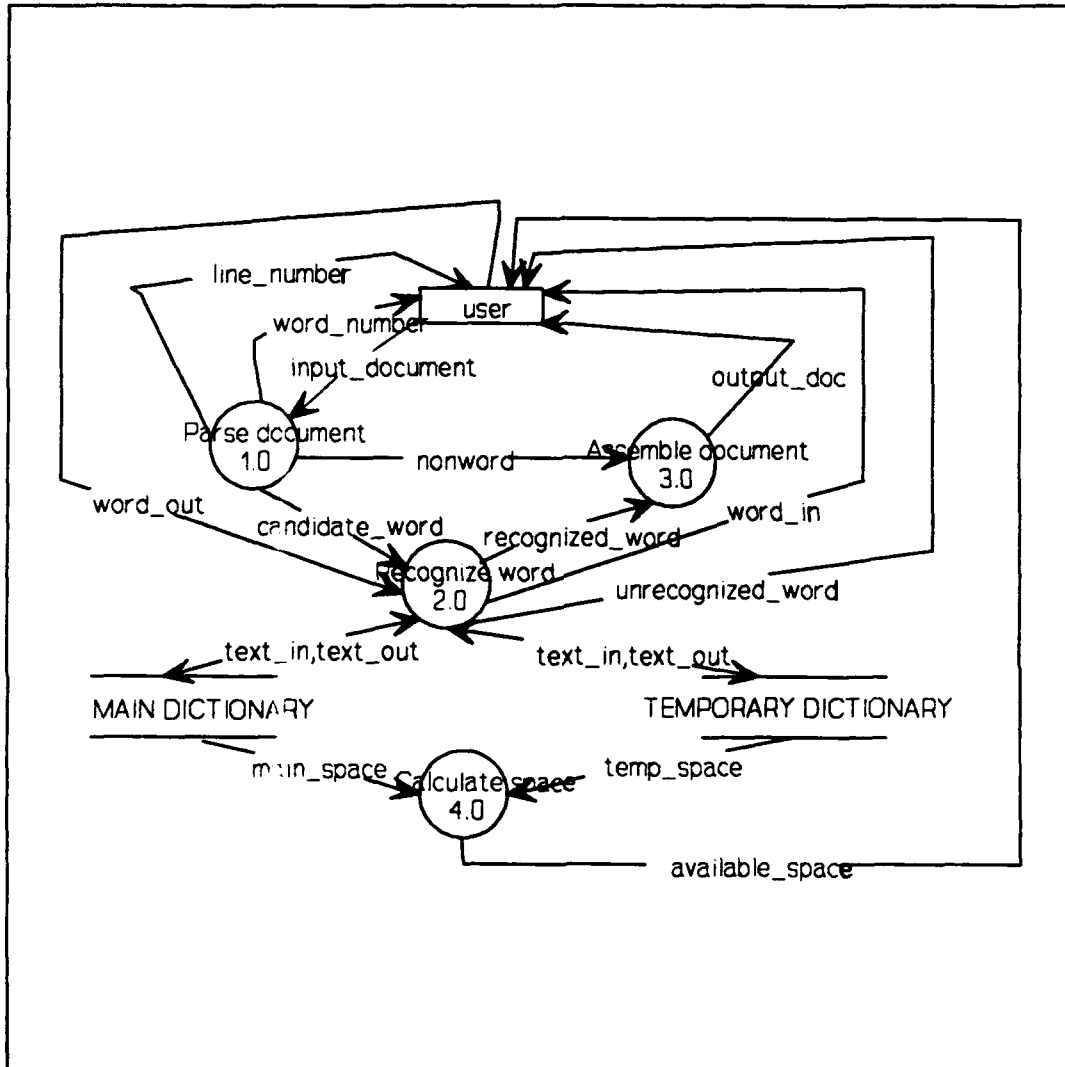 line_number
user
word_number
input_document
output_doc
Parse document
1.0
nonword
Assemble document
3.0
word_out
candidate_word
recognized_word
word_in
Recognize word
2.0
unrecognized_word
text_in,text_out
text_in,text_out
MAIN DICTIONARY
TEMPORARY DICTIONARY
main_space
Calculate space
4.0
temp_space
available_space